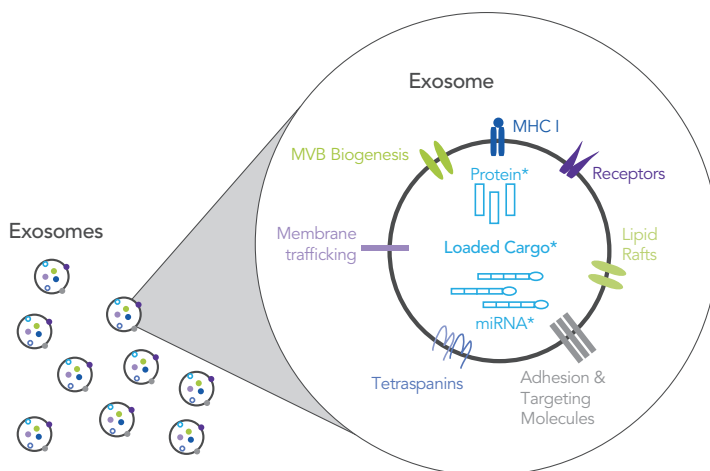 Exosome
MHC I
MVB Biogenesis
Protein*
Receptors
Exosomes
Membrane
trafficking
Loaded Cargo*
Lipid
Rafts
miRNA*
Tetraspanins
Adhesion &
Targeting
Molecules